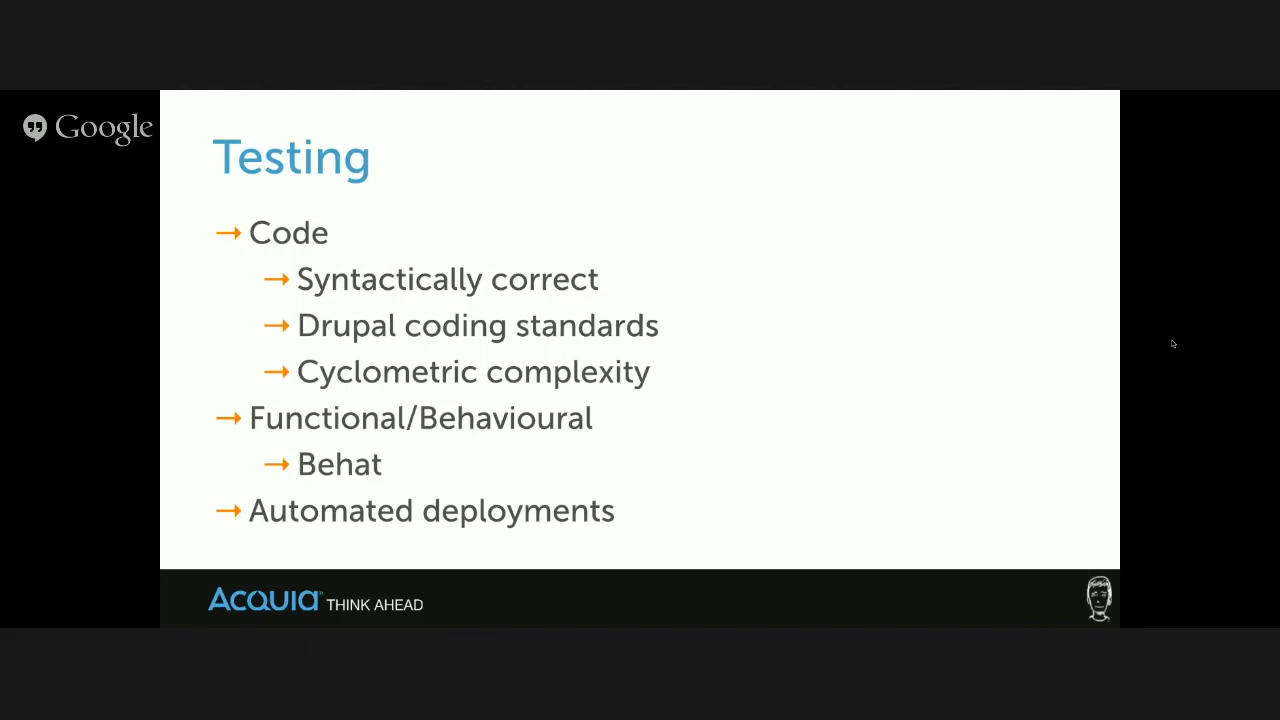 Google
Testing
→ Code
→ Syntactically correct
→ Drupal coding standards
→ Cyclometric complexity
→ Functional/Behavioural
→ Behat
→ Automated deployments
Acquia THINK AHEAD